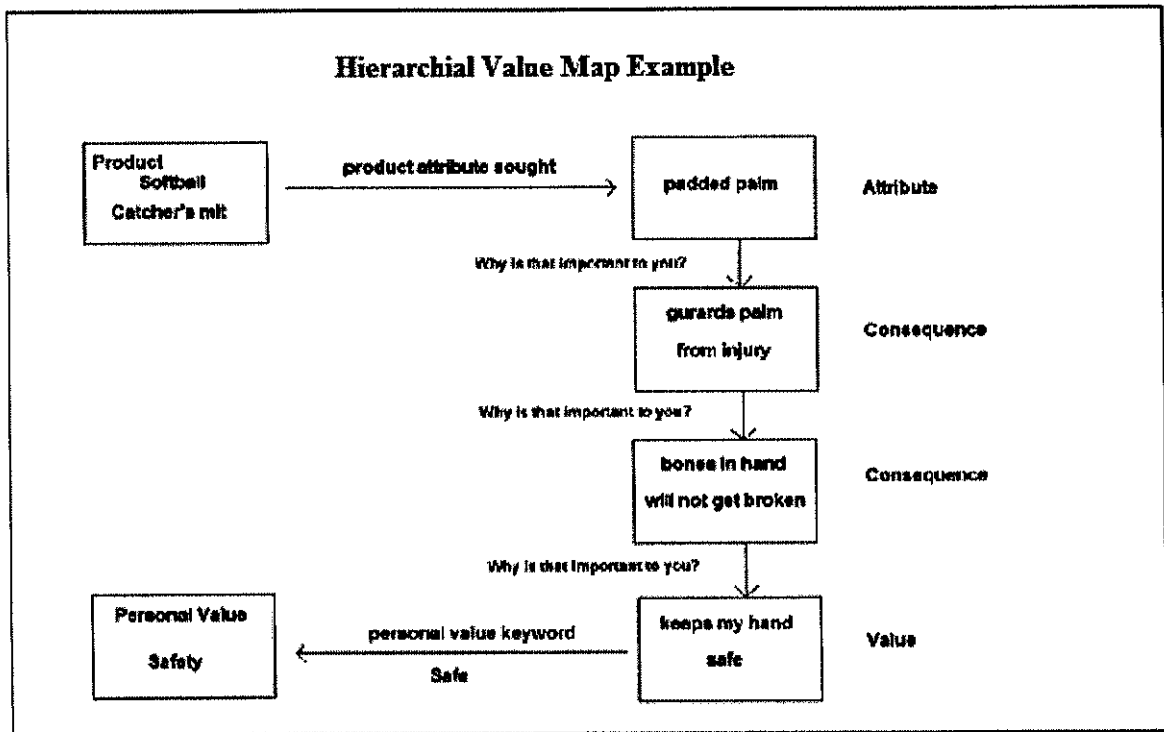 Hierarchial Value Map Example
Product
Softball
Catcher's mit
product attribute sought
padded palm
Attribute
Why is that important to you?
gurards palm
from injury
Consequence
Why is that important to you?
bones in hand
will not get broken
Consequence
Why is that important to you?
keeps my hand
safe
Value
personal value keyword
Safe
Personal Value
Safety